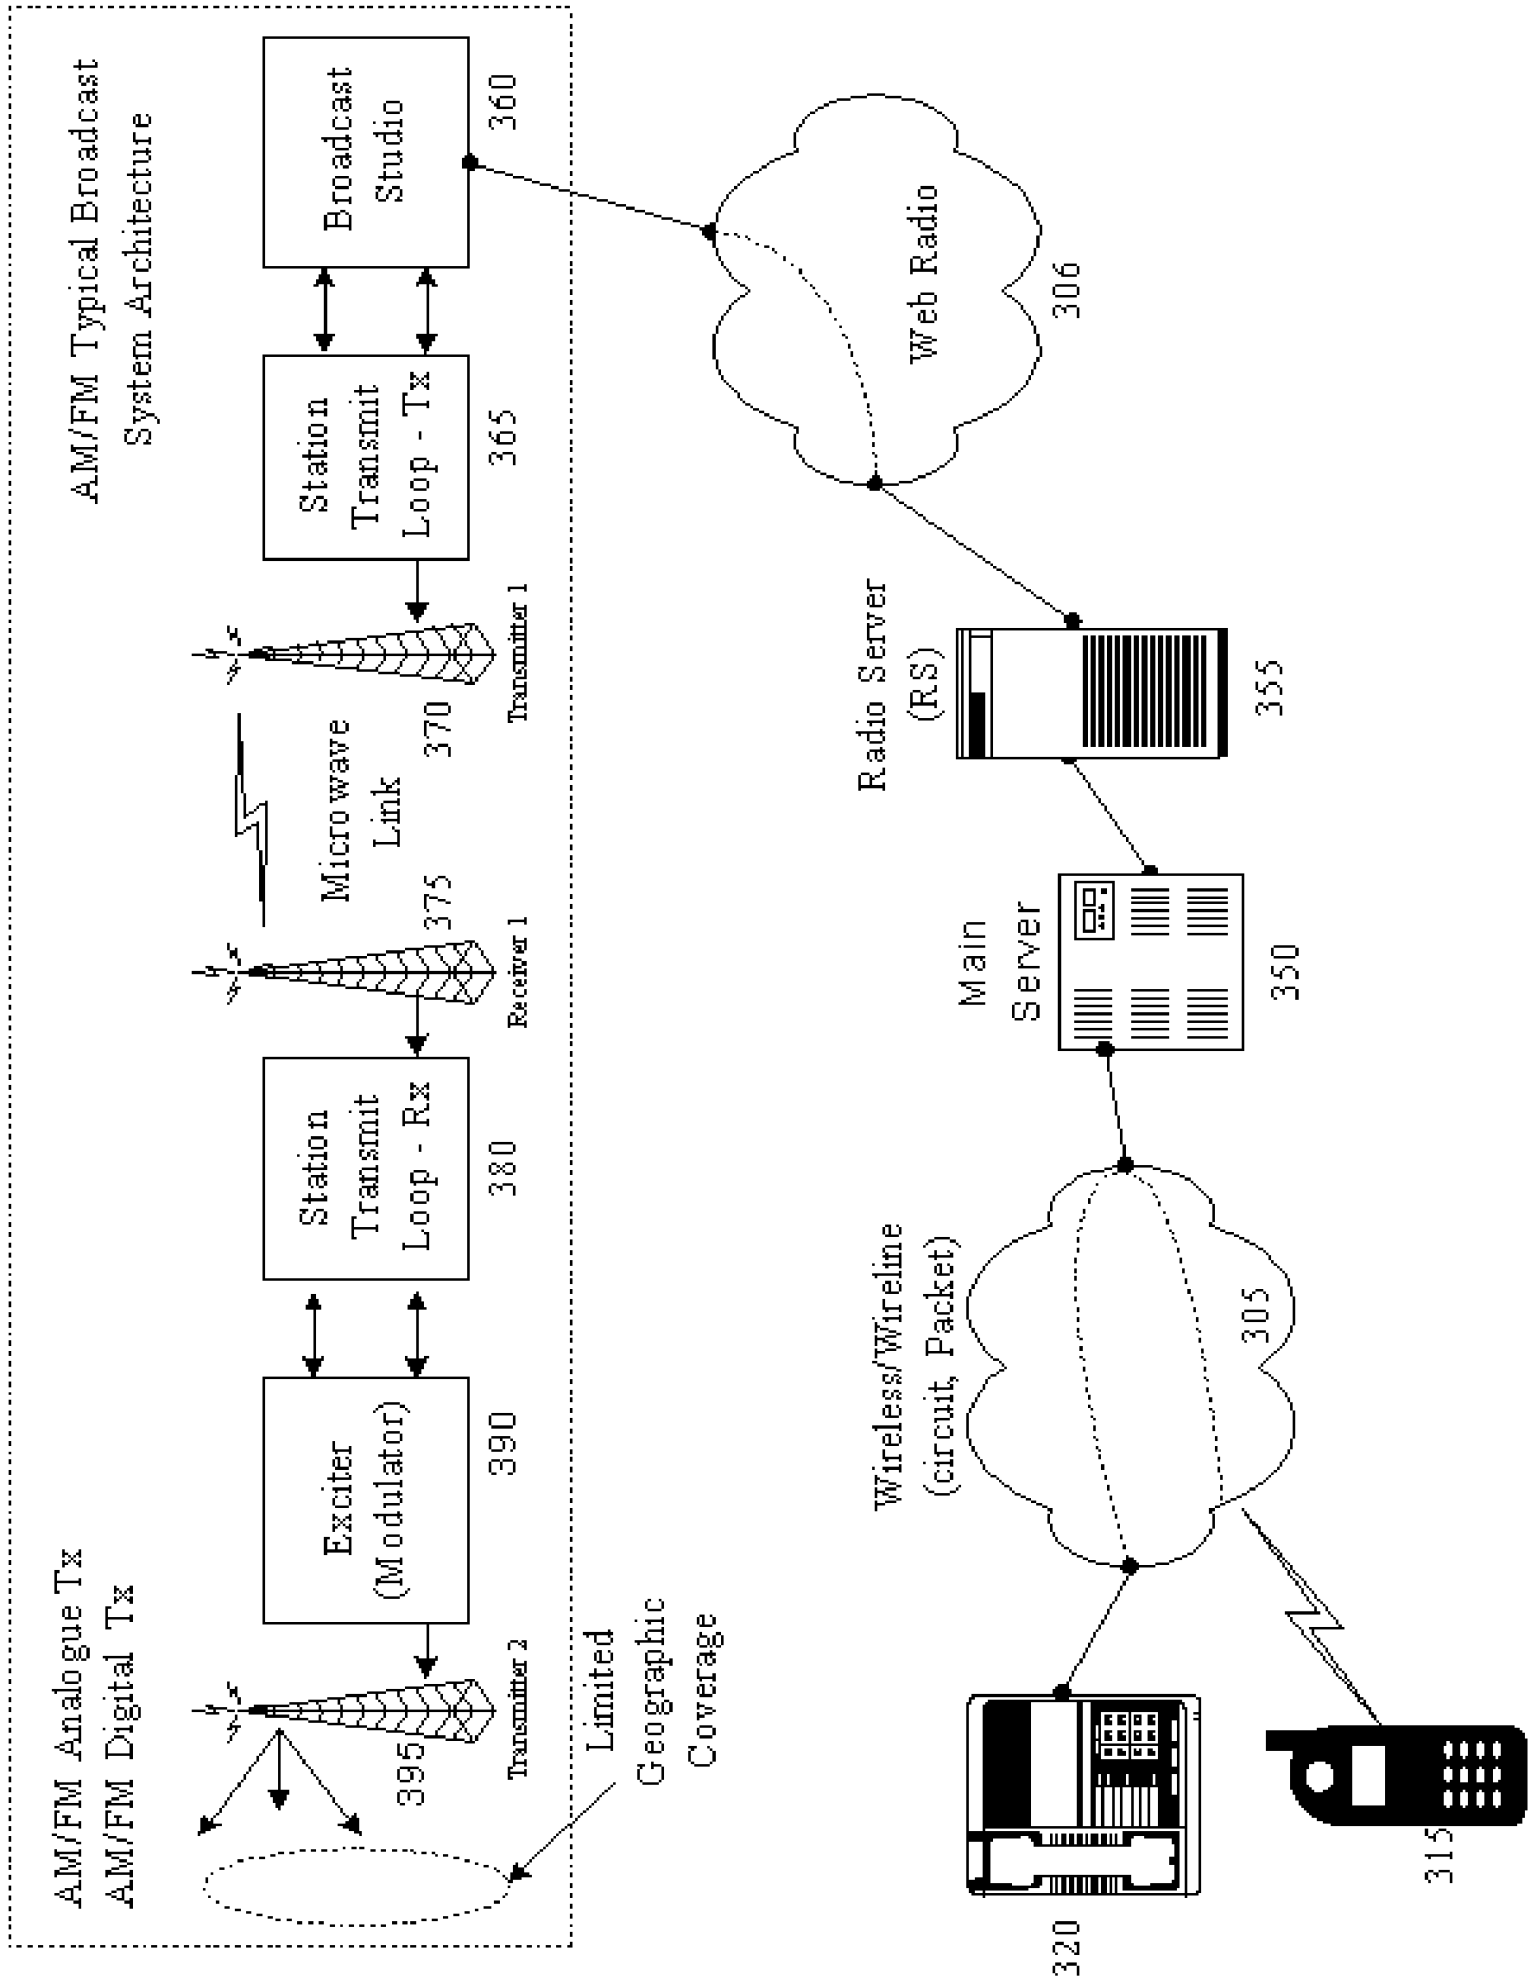 AM/FM Analogue Tx
AM/FM Digital Tx
AM/FM Typical Broadcast
System Architecture
Exciter
(Modulator)
390
Station
Transmit
Loop - Rx
380
Microwave
Link
375
370
Station
Transmit
Loop - Tx
365
Broadcast
Studio
360
395
Transmitter 2
Receiver 1
Transmitter 1
Limited
Geographic
Coverage
Wireless/Wireline
(circuit, Packet)
305
Main
Server
350
Radio Server
(RS)
355
Web Radio
306
320
315